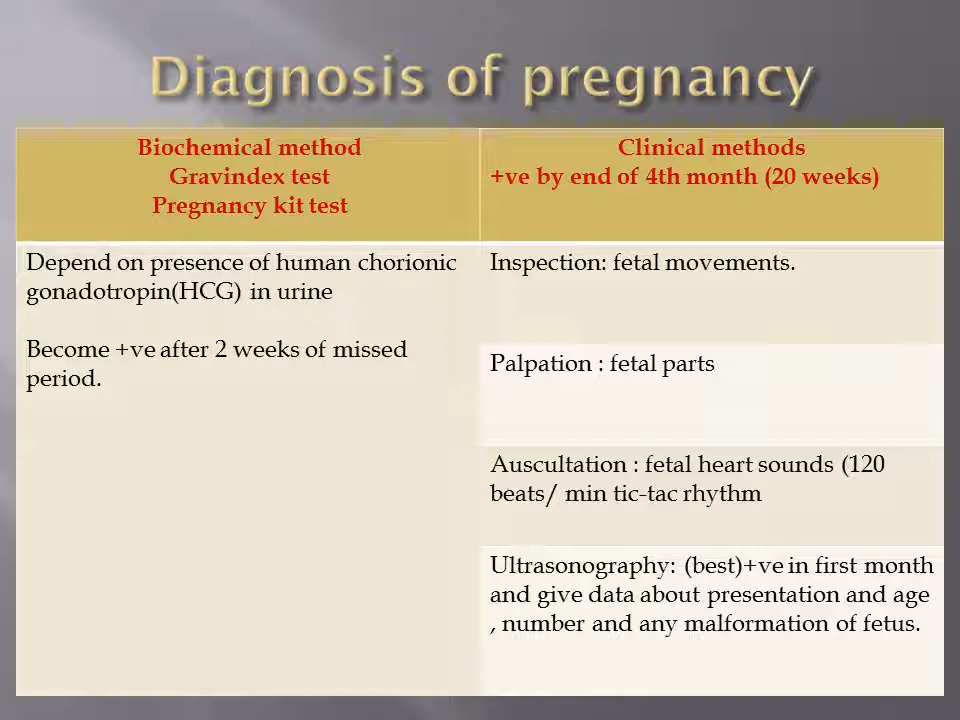 Diagnosis of pregnancy
Biochemical method
Gravindex test
Pregnancy kit test
Clinical methods
+ve by end of 4th month (20 weeks)
Depend on presence of human chorionic
gonadotropin(HCG) in urine
Become +ve after 2 weeks of missed
period.
Inspection: fetal movements.
Palpation : fetal parts
Auscultation : fetal heart sounds (120
beats/ min tic-tac rhythm
Ultrasonography: (best)+ve in first month
and give data about presentation and age
, number and any malformation of fetus.